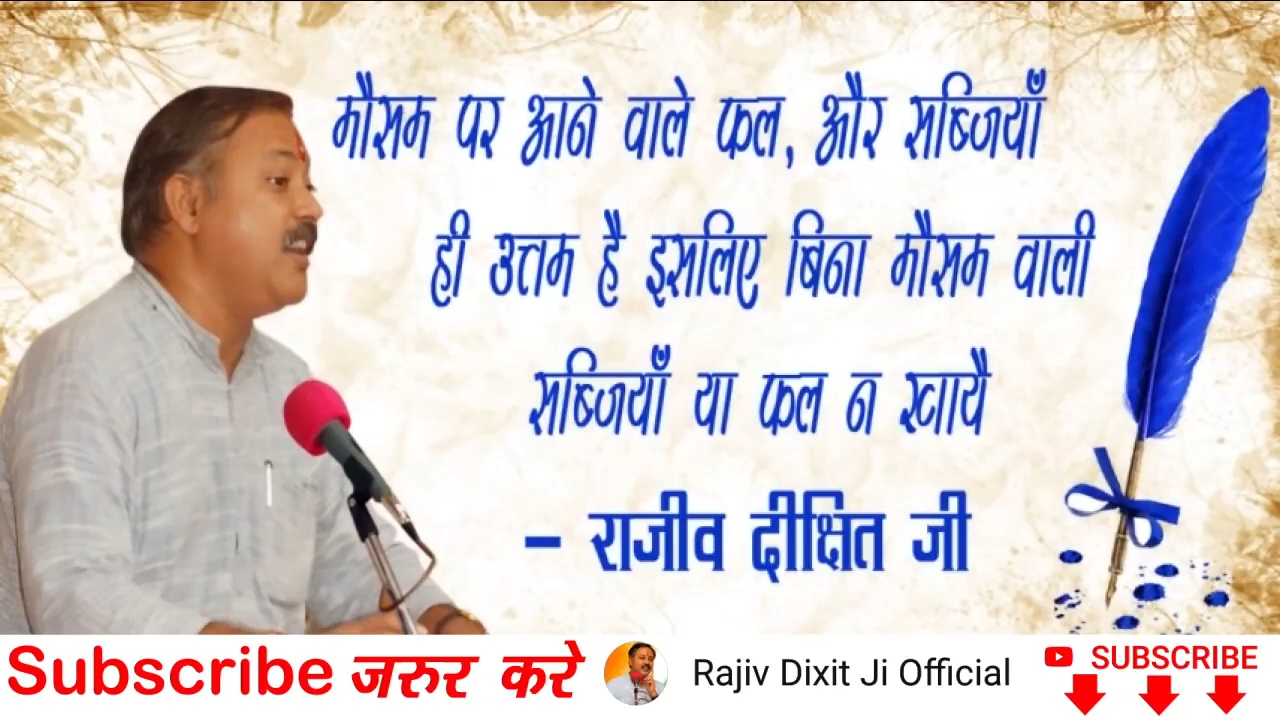 मौसम पर आने वाले फल, और सब्जियाँ
ही उत्तम है इसलिए बिना मौसम वाली
सब्जियाँ या फल न खायै
– राजीव दीक्षित जी
Subscribe जरुर करे Rajiv Dixit Ji Official SUBSCRIBE